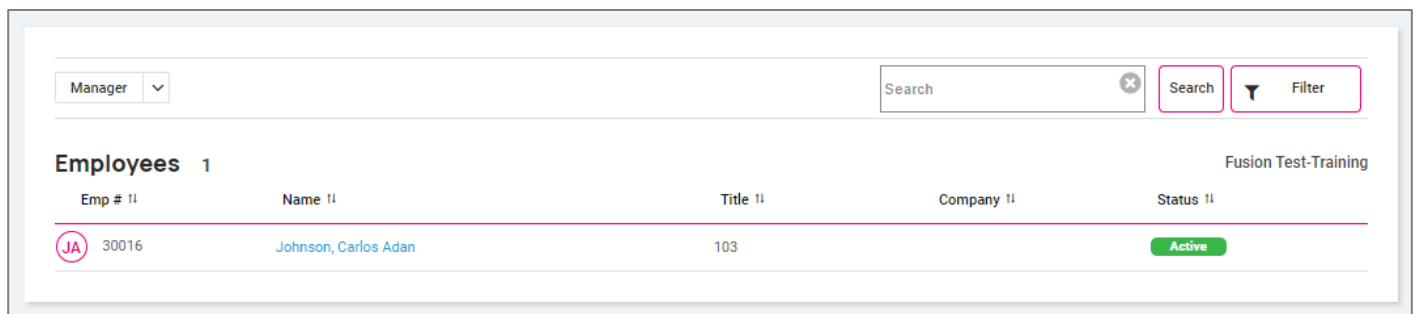 Manager Search Search Filter
Employees 1 Fusion Test-Training
Emp # Name Title Company Status
JA 30016 Johnson, Carlos Adan 103 Active